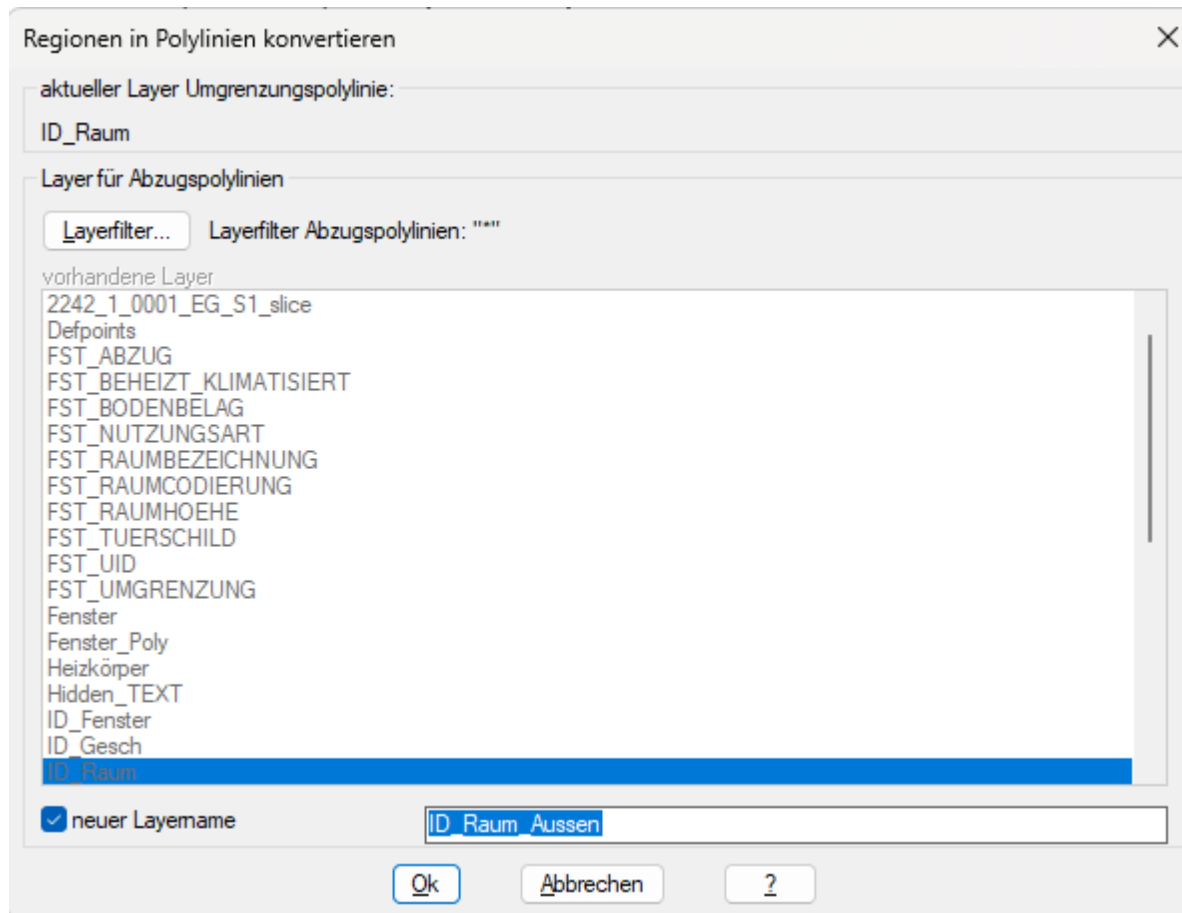 Regionen in Polylinien konvertieren
aktueller Layer Umgrenzungspolylinie:
ID_Raum
Layer für Abzugspolylinien
Layerfilter...
Layerfilter Abzugspolylinien: "*"
vorhandene Layer
2242_1_0001_EG_S1_slice
Defpoints
FST_ABZUG
FST_BEHEIZT_KLIMATISIERT
FST_BODENBELAG
FST_NUTZUNGSART
FST_RAUMBEZEICHNUNG
FST_RAUMCODIERUNG
FST_RAUMHOEHE
FST_TUERSCHILD
FST_UID
FST_UMGRENZUNG
Fenster
Fenster_Poly
Heizkörper
Hidden_TEXT
ID_Fenster
ID_Gesch
ID_Raum
neuer Layername
ID_Raum_Aussen
Ok
Abbrechen
?